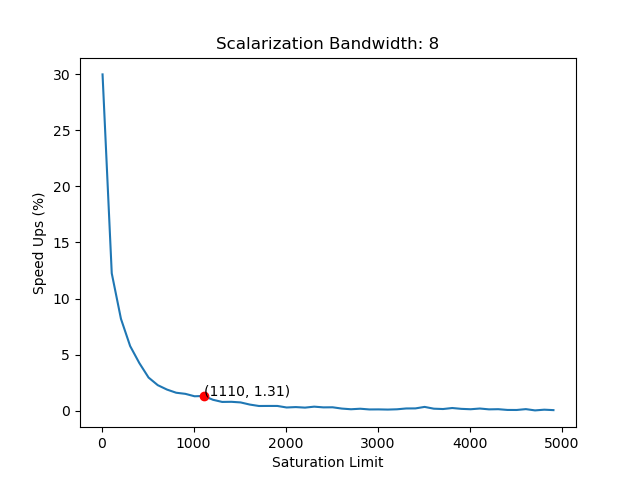 Scalarization Bandwidth: 8
30
25
20
15
10
5
0
Speed Ups (%)
(1110, 1.31)
0 1000 2000 3000 4000 5000
Saturation Limit